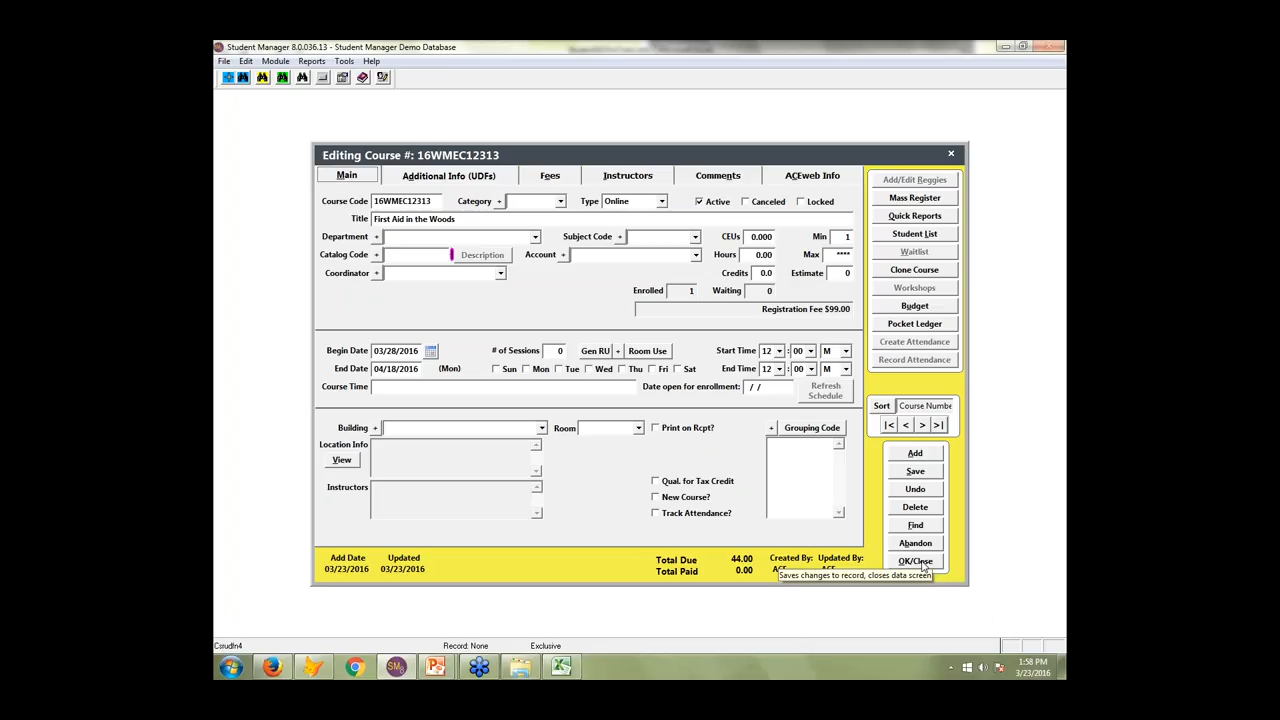 Student Manager 8.0.036.13 - Student Manager Demo Database
File Edit Module Reports Tools Help
Editing Course #: 16WMEC12313
Main Additional Info (UDFs) Fees Instructors Comments ACEweb Info
Course Code 16WMEC12313 Category + Type Online Active Canceled Locked
Title First Aid in the Woods
Department + Subject Code + CEUs 0.000 Min 1
Catalog Code + Description Account + Hours 0.00 Max ****
Coordinator + Credits 0.0 Estimate 0
Enrolled 1 Waiting 0
Registration Fee $99.00
Begin Date 03/28/2016 # of Sessions 0 Gen RU + Room Use Start Time 12 : 00 M
End Date 04/18/2016 (Mon) Sun Mon Tue Wed Thu Fri Sat End Time 12 : 00 M
Course Time Date open for enrollment: / / Refresh Schedule
Building + Room Print on Rcpt? + Grouping Code
Location Info
View
Qual. for Tax Credit
Instructors New Course?
Track Attendance?
Add Date Updated Total Due 44.00 Created By: Updated By:
03/23/2016 03/23/2016 Total Paid 0.00
Add/Edit Reggies
Mass Register
Quick Reports
Student List
Waitlist
Clone Course
Workshops
Budget
Pocket Ledger
Create Attendance
Record Attendance
Sort Course Numbe
|< < > >|
Add
Save
Undo
Delete
Find
Abandon
OK/Close
Saves changes to record, closes data screen
Record: None Exclusive
1:58 PM
3/23/2016